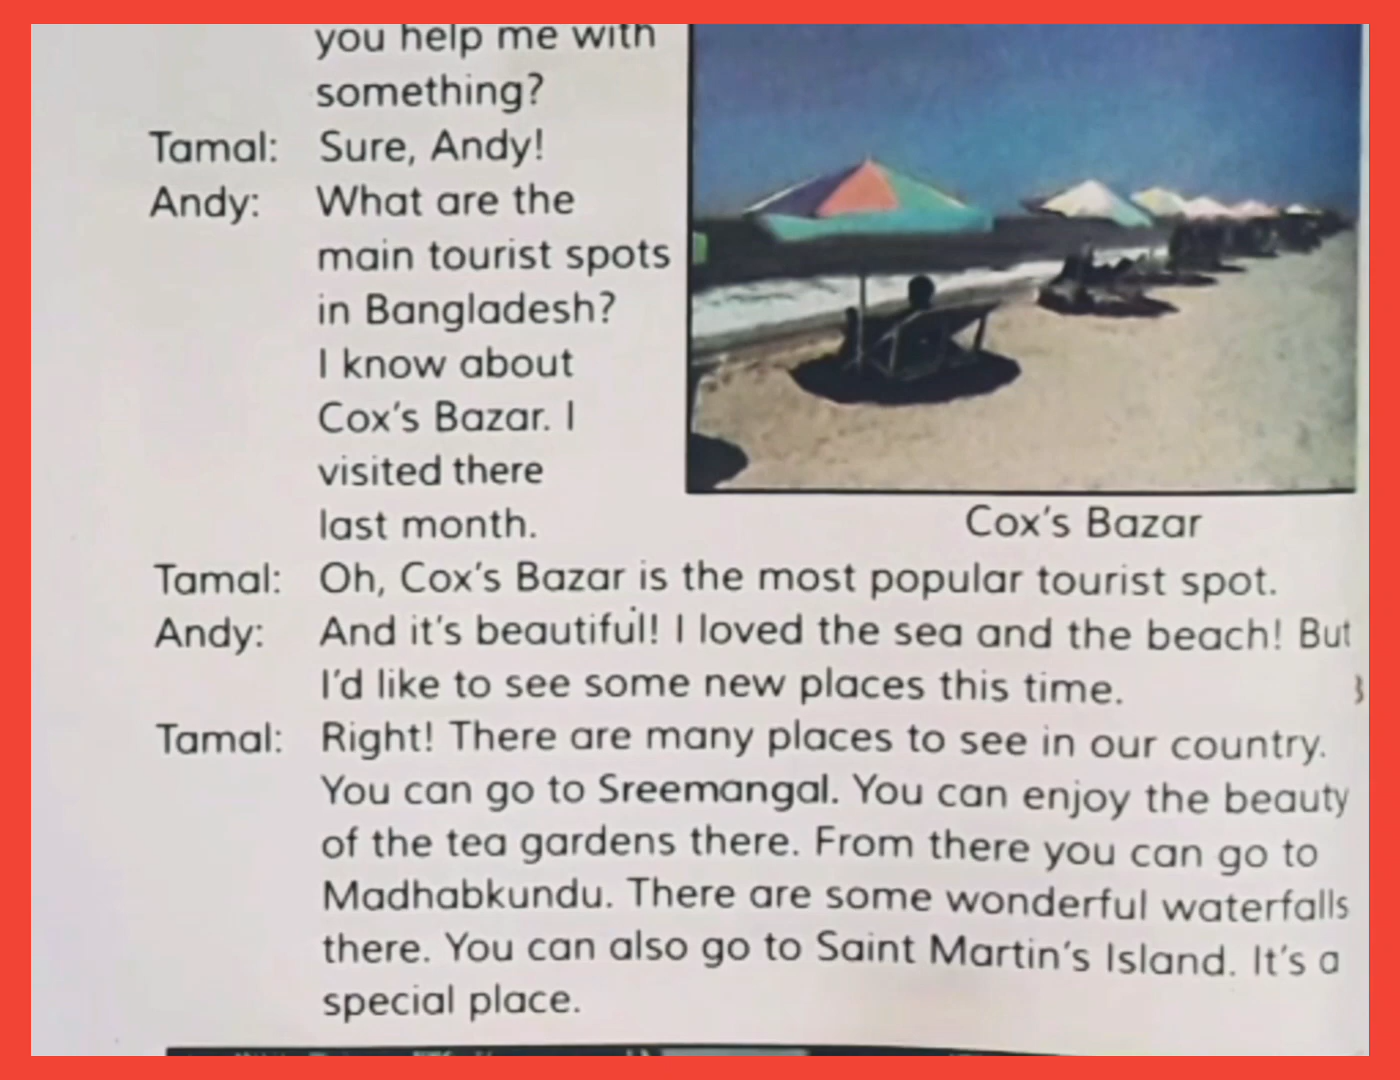 you help me with
something?
Tamal: Sure, Andy!
Andy: What are the
main tourist spots
in Bangladesh?
I know about
Cox's Bazar. I
visited there
last month.
Cox's Bazar
Tamal: Oh, Cox's Bazar is the most popular tourist spot.
Andy: And it's beautiful! I loved the sea and the beach! But
I'd like to see some new places this time.
Tamal: Right! There are many places to see in our country.
You can go to Sreemangal. You can enjoy the beauty
of the tea gardens there. From there you can go to
Madhabkundu. There are some wonderful waterfalls
there. You can also go to Saint Martin's Island. It's a
special place.